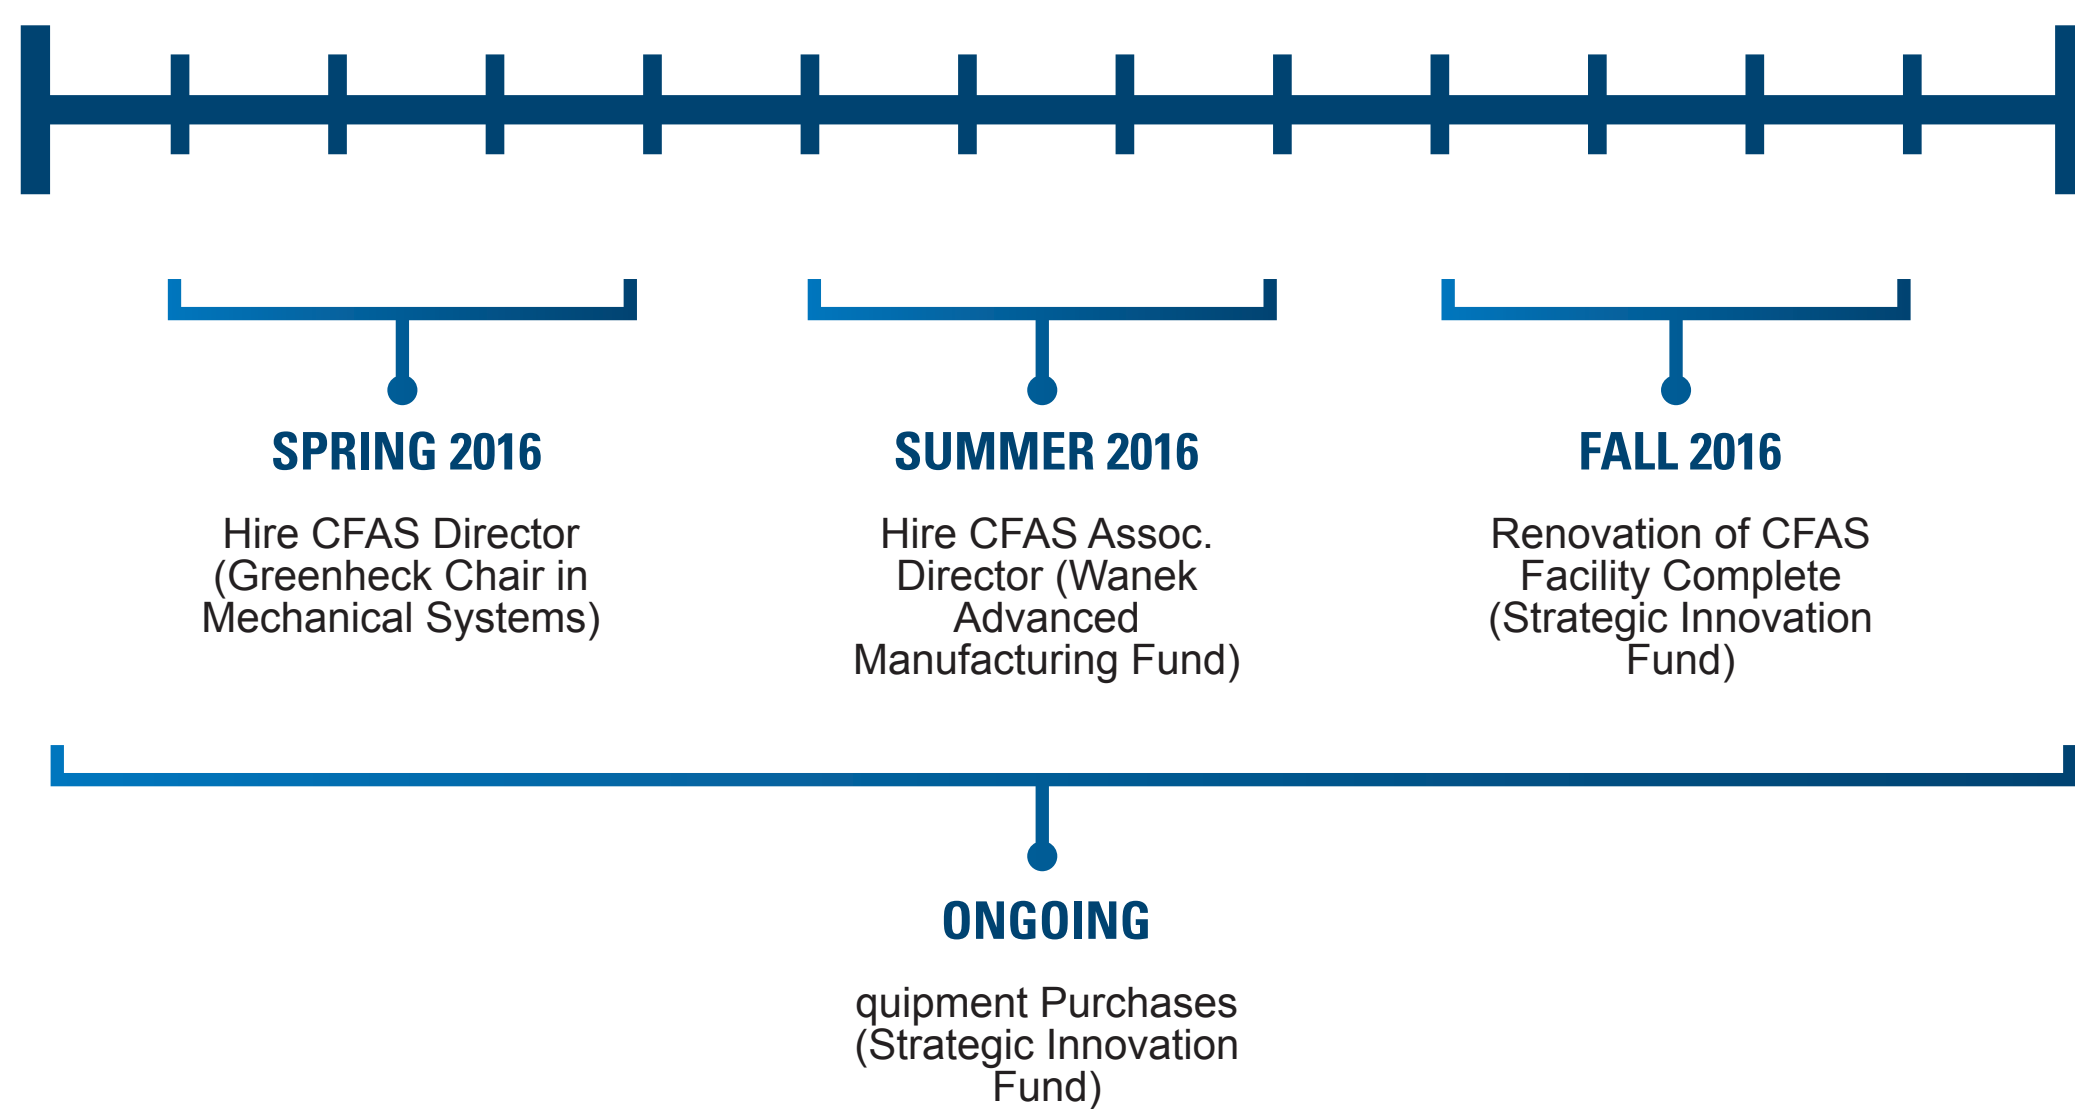 SPRING 2016
Hire CFAS Director
(Greenheck Chair in
Mechanical Systems)
SUMMER 2016
Hire CFAS Assoc.
Director (Wanek
Advanced
Manufacturing Fund)
FALL 2016
Renovation of CFAS
Facility Complete
(Strategic Innovation
Fund)
ONGOING
quipment Purchases
(Strategic Innovation
Fund)